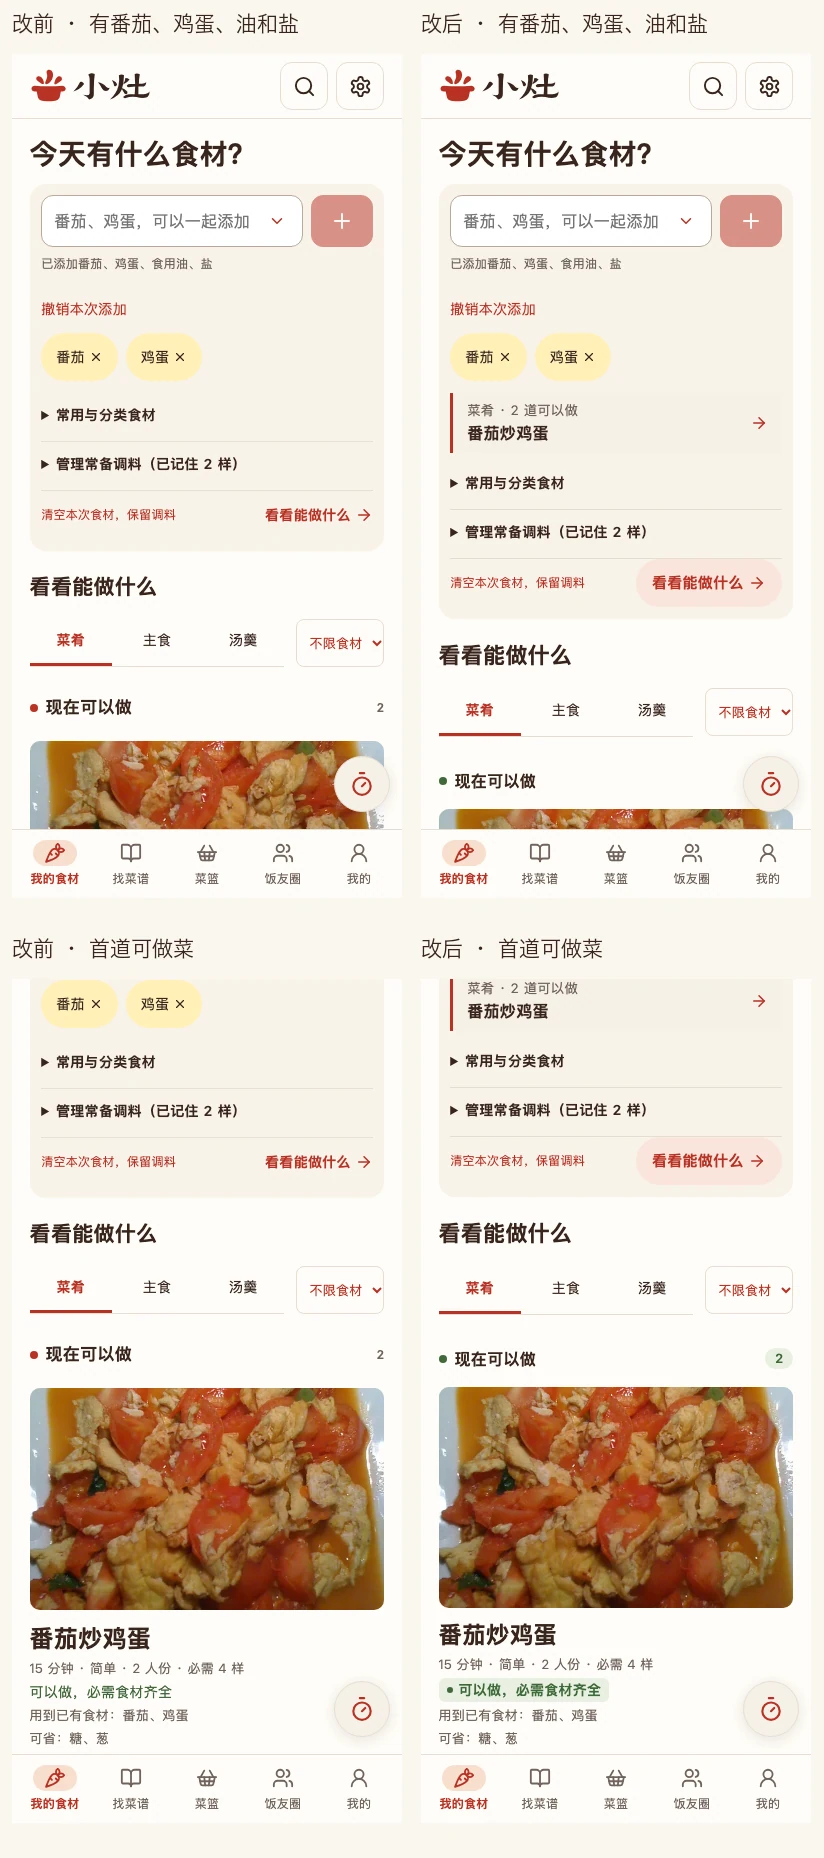 改前 · 有番茄、鸡蛋、油和盐
小灶
今天有什么食材?
番茄、鸡蛋，可以一起添加
已添加番茄、鸡蛋、食用油、盐
撤销本次添加
番茄 ×
鸡蛋 ×
常用与分类食材
管理常备调料（已记住 2 样）
清空本次食材，保留调料
看看能做什么 →
看看能做什么
菜肴
主食
汤羹
不限食材
现在可以做
2
我的食材
找菜谱
菜篮
饭友圈
我的
改后 · 有番茄、鸡蛋、油和盐
小灶
今天有什么食材?
番茄、鸡蛋，可以一起添加
已添加番茄、鸡蛋、食用油、盐
撤销本次添加
番茄 ×
鸡蛋 ×
菜肴 · 2 道可以做
番茄炒鸡蛋
常用与分类食材
管理常备调料（已记住 2 样）
清空本次食材，保留调料
看看能做什么 →
看看能做什么
菜肴
主食
汤羹
不限食材
现在可以做
我的食材
找菜谱
菜篮
饭友圈
我的
改前 · 首道可做菜
番茄 ×
鸡蛋 ×
常用与分类食材
管理常备调料（已记住 2 样）
清空本次食材，保留调料
看看能做什么 →
看看能做什么
菜肴
主食
汤羹
不限食材
现在可以做
2
番茄炒鸡蛋
15 分钟 · 简单 · 2 人份 · 必需 4 样
可以做，必需食材齐全
用到已有食材：番茄、鸡蛋
可省：糖、葱
我的食材
找菜谱
菜篮
饭友圈
我的
改后 · 首道可做菜
菜肴 · 2 道可以做
番茄炒鸡蛋
常用与分类食材
管理常备调料（已记住 2 样）
清空本次食材，保留调料
看看能做什么 →
看看能做什么
菜肴
主食
汤羹
不限食材
现在可以做
2
番茄炒鸡蛋
15 分钟 · 简单 · 2 人份 · 必需 4 样
可以做，必需食材齐全
用到已有食材：番茄、鸡蛋
可省：糖、葱
我的食材
找菜谱
菜篮
饭友圈
我的